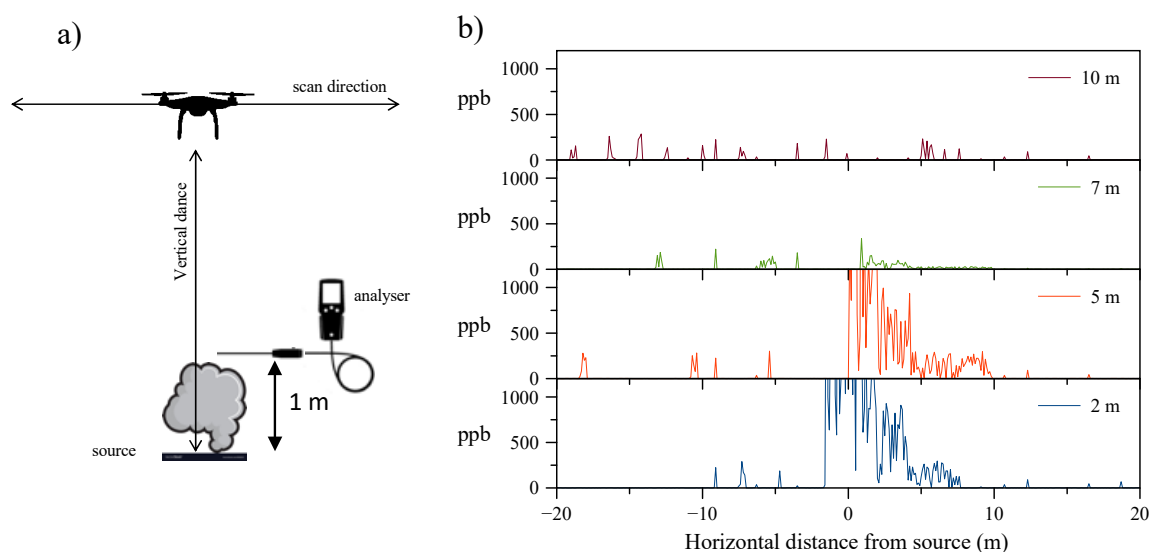 a)
scan direction
Vertical dance
analyser
1 m
source
b)
ppb
1000
500
0
10 m
ppb
1000
500
0
7 m
ppb
1000
500
0
5 m
ppb
1000
500
0
2 m
−20 −10 0 10 20
Horizontal distance from source (m)